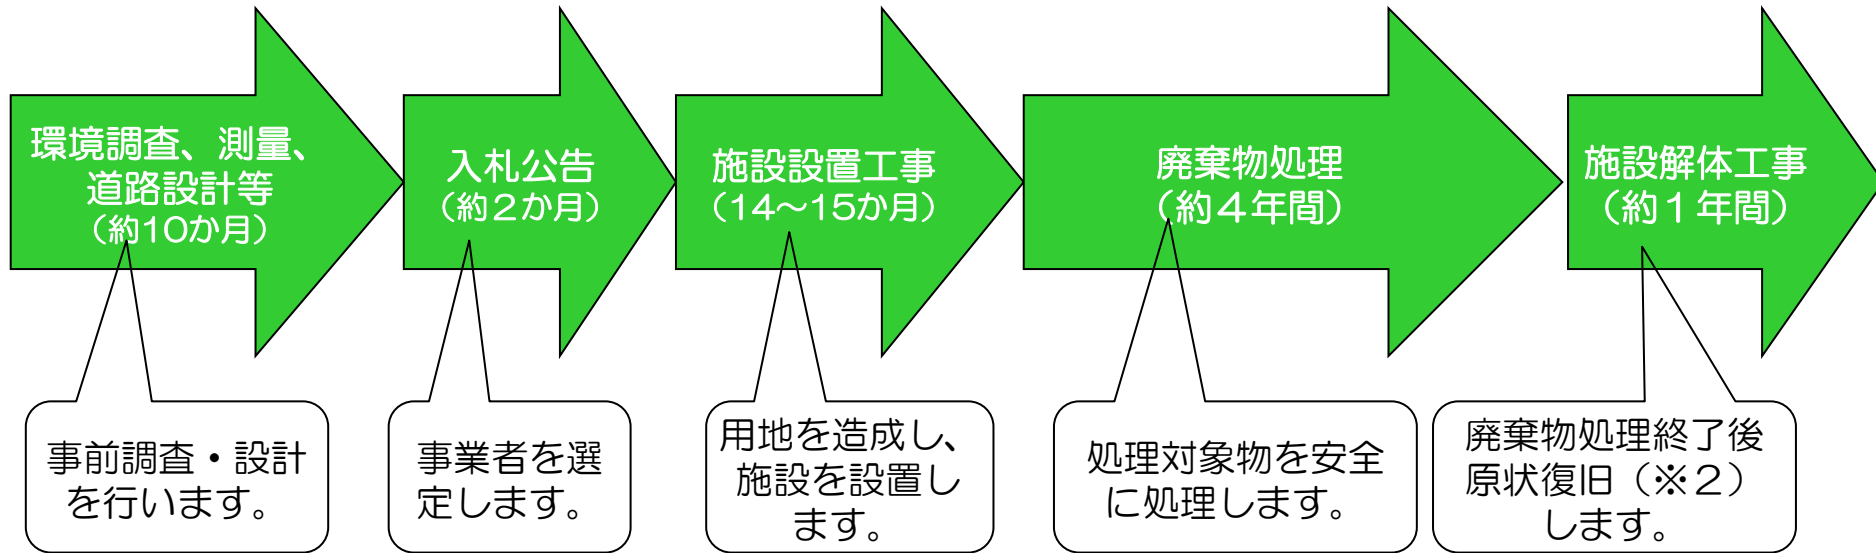 環境調査、測量、
道路設計等
（約10か月）
入札公告
（約２か月）
施設設置工事
（14～15か月）
廃棄物処理
（約４年間）
施設解体工事
（約１年間）
事前調査・設計
を行います。
事業者を選
定します。
用地を造成し、
施設を設置し
ます。
処理対象物を安全
に処理します。
廃棄物処理終了後
原状復旧（※２）
します。